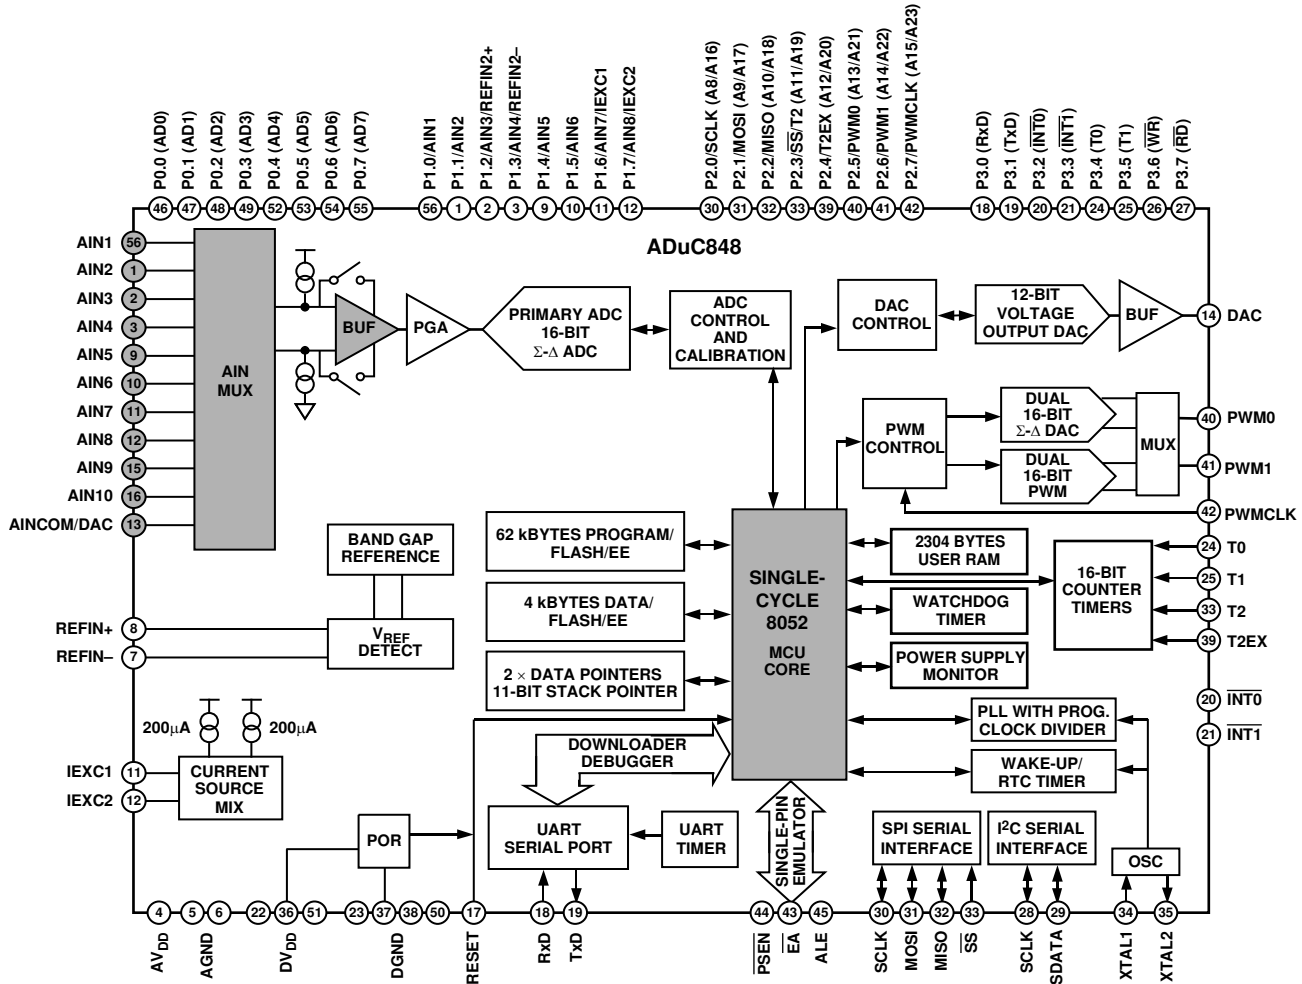 P0.0 (AD0)
P0.1 (AD1)
P0.2 (AD2)
P0.3 (AD3)
P0.4 (AD4)
P0.5 (AD5)
P0.6 (AD6)
P0.7 (AD7)
P1.0/AIN1
P1.1/AIN2
P1.2/AIN3/REFIN2+
P1.3/AIN4/REFIN2–
P1.4/AIN5
P1.5/AIN6
P1.6/AIN7/IEXC1
P1.7/AIN8/IEXC2
P2.0/SCLK (A8/A16)
P2.1/MOSI (A9/A17)
P2.2/MISO (A10/A18)
P2.3/S̅S̅/T2 (A11/A19)
P2.4/T2EX (A12/A20)
P2.5/PWM0 (A13/A21)
P2.6/PWM1 (A14/A22)
P2.7/PWMCLK (A15/A23)
P3.0 (RxD)
P3.1 (TxD)
P3.2 (I̅N̅T̅0̅)
P3.3 (I̅N̅T̅1̅)
P3.4 (T0)
P3.5 (T1)
P3.6 (W̅R̅)
P3.7 (R̅D̅)
46 47 48 49 52 53 54 55 56 1 2 3 9 10 11 12 30 31 32 33 39 40 41 42 18 19 20 21 24 25 26 27
ADuC848
AIN1 56
AIN2 1
AIN3 2
AIN4 3
AIN5 9
AIN6 10
AIN7 11
AIN8 12
AIN9 15
AIN10 16
AINCOM/DAC 13
AIN
MUX
BUF
PGA
PRIMARY ADC
16-BIT
Σ-Δ ADC
ADC
CONTROL
AND
CALIBRATION
DAC
CONTROL
12-BIT
VOLTAGE
OUTPUT DAC
BUF
14 DAC
PWM
CONTROL
DUAL
16-BIT
Σ-Δ DAC
DUAL
16-BIT
PWM
MUX
40 PWM0
41 PWM1
42 PWMCLK
BAND GAP
REFERENCE
REFIN+ 8
REFIN– 7
VREF
DETECT
62 kBYTES PROGRAM/
FLASH/EE
4 kBYTES DATA/
FLASH/EE
2 × DATA POINTERS
11-BIT STACK POINTER
SINGLE-
CYCLE
8052
MCU
CORE
2304 BYTES
USER RAM
WATCHDOG
TIMER
POWER SUPPLY
MONITOR
16-BIT
COUNTER
TIMERS
24 T0
25 T1
33 T2
39 T2EX
20 I̅N̅T̅0̅
21 I̅N̅T̅1̅
PLL WITH PROG.
CLOCK DIVIDER
WAKE-UP/
RTC TIMER
200µA
200µA
IEXC1 11
IEXC2 12
CURRENT
SOURCE
MIX
DOWNLOADER
DEBUGGER
POR
UART
SERIAL PORT
UART
TIMER
SINGLE-PIN
EMULATOR
SPI SERIAL
INTERFACE
I2C SERIAL
INTERFACE
OSC
4 5 6 22 36 51 23 37 38 50 17 18 19 44 43 45 30 31 32 33 28 29 34 35
AVDD
AGND
DVDD
DGND
RESET
RxD
TxD
P̅S̅E̅N̅
E̅A̅
ALE
SCLK
MOSI
MISO
S̅S̅
SCLK
SDATA
XTAL1
XTAL2